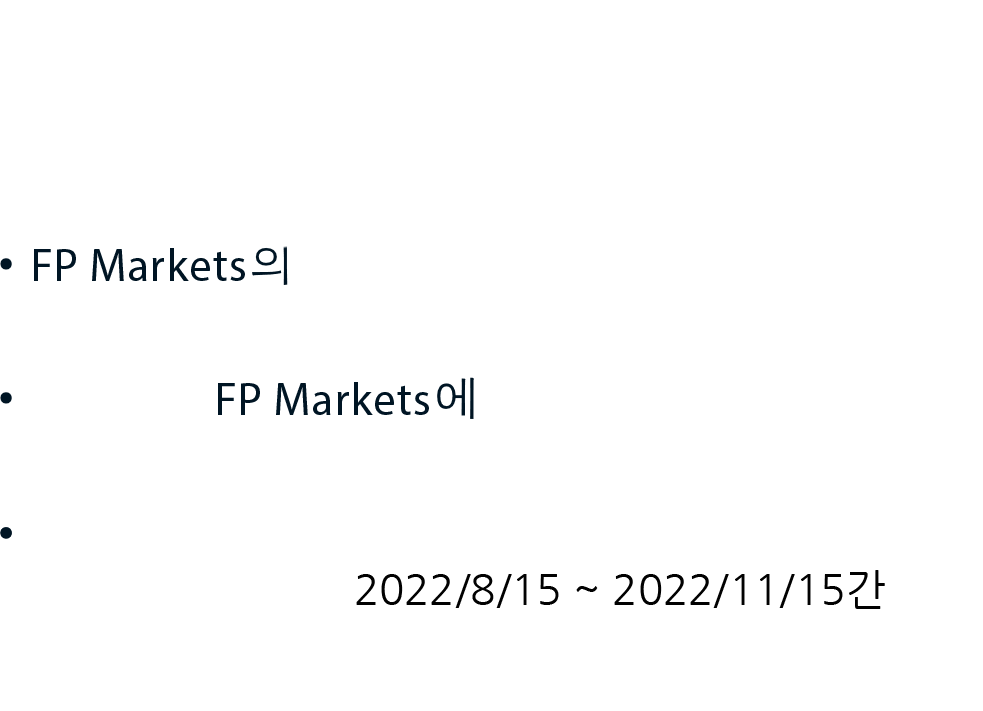 • FP Markets의
• FP Markets에
•
2022/8/15 ~ 2022/11/15간